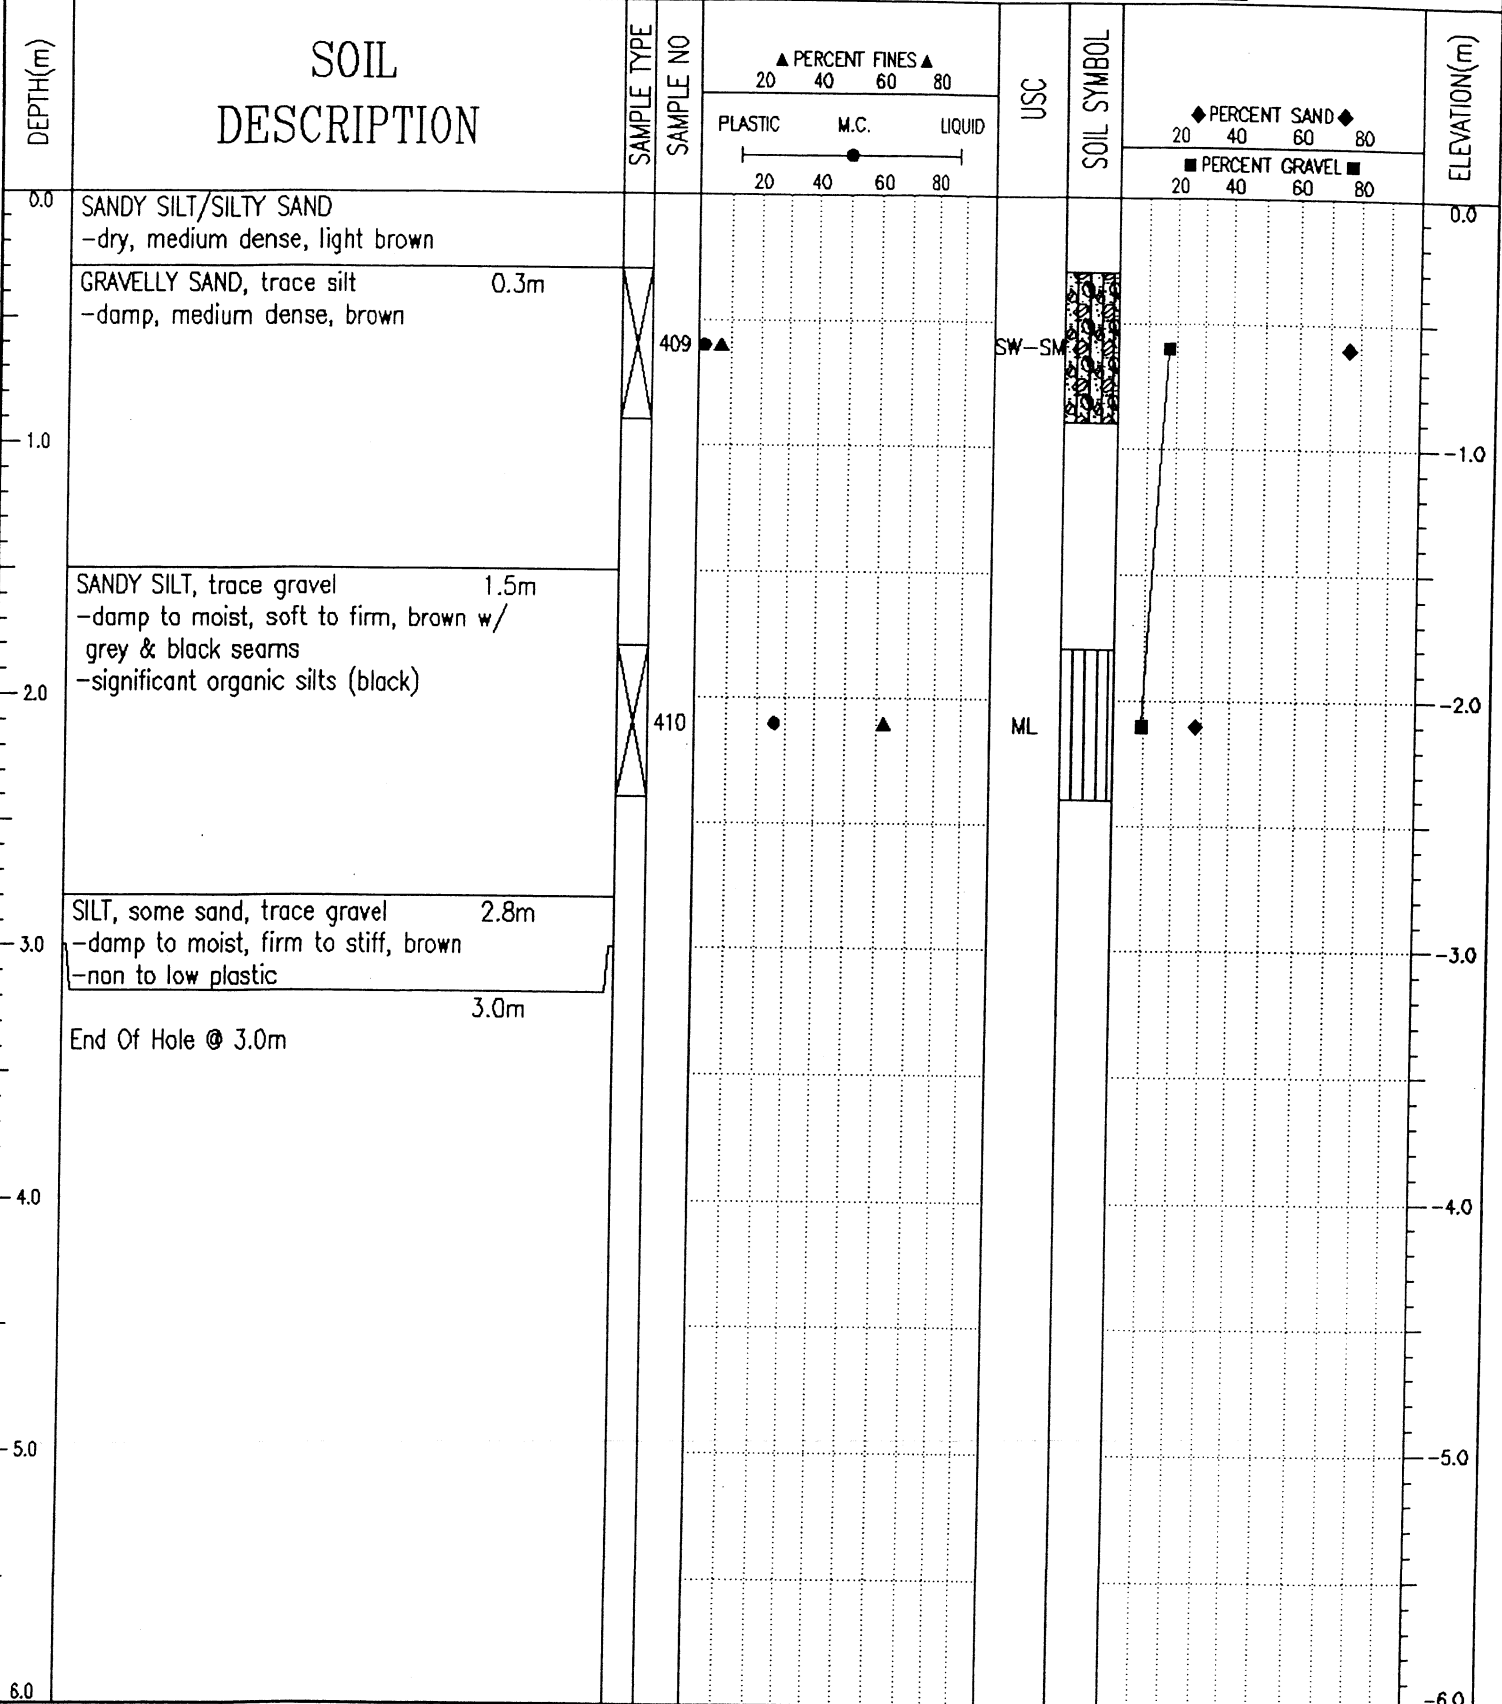 DEPTH(m)
SOIL
DESCRIPTION
SAMPLE TYPE
SAMPLE NO
▲ PERCENT FINES ▲
20 40 60 80
PLASTIC M.C. LIQUID
20 40 60 80
USC
SOIL SYMBOL
◆ PERCENT SAND ◆
20 40 60 80
■ PERCENT GRAVEL ■
20 40 60 80
ELEVATION(m)
0.0
SANDY SILT/SILTY SAND
-dry, medium dense, light brown
0.0
GRAVELLY SAND, trace silt 0.3m
-damp, medium dense, brown
409
SW-SM
1.0
-1.0
SANDY SILT, trace gravel 1.5m
-damp to moist, soft to firm, brown w/
grey & black seams
-significant organic silts (black)
2.0
-2.0
410
ML
SILT, some sand, trace gravel 2.8m
3.0
-damp to moist, firm to stiff, brown
-3.0
-non to low plastic
3.0m
End Of Hole @ 3.0m
4.0
-4.0
5.0
-5.0
6.0
-6.0